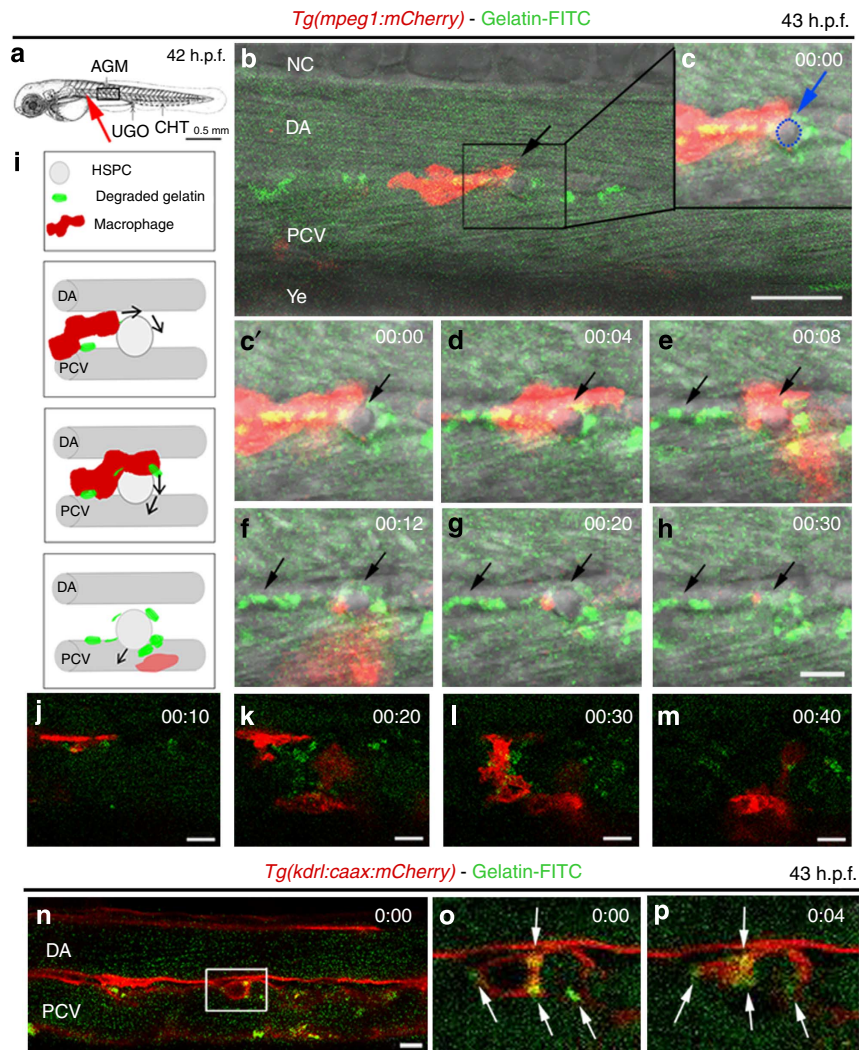 Tg(mpeg1:mCherry) - Gelatin-FITC 43 h.p.f.
a 42 h.p.f.
AGM
UGO CHT 0.5 mm
b
NC
DA
PCV
Ye
c 00:00
i
HSPC
Degraded gelatin
Macrophage
DA
PCV
DA
PCV
DA
PCV
c′ 00:00
d 00:04
e 00:08
f 00:12
g 00:20
h 00:30
j 00:10
k 00:20
l 00:30
m 00:40
Tg(kdrl:caax:mCherry) - Gelatin-FITC 43 h.p.f.
n 0:00
DA
PCV
o 0:00
p 0:04